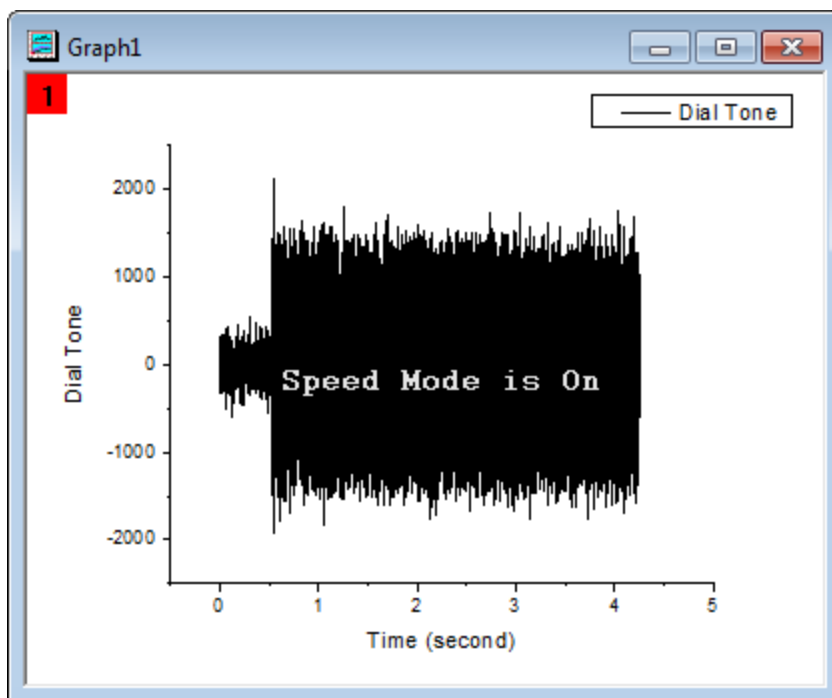 Graph1
1
Dial Tone
2000
1000
0
-1000
-2000
Dial Tone
Speed Mode is On
0 1 2 3 4 5
Time (second)